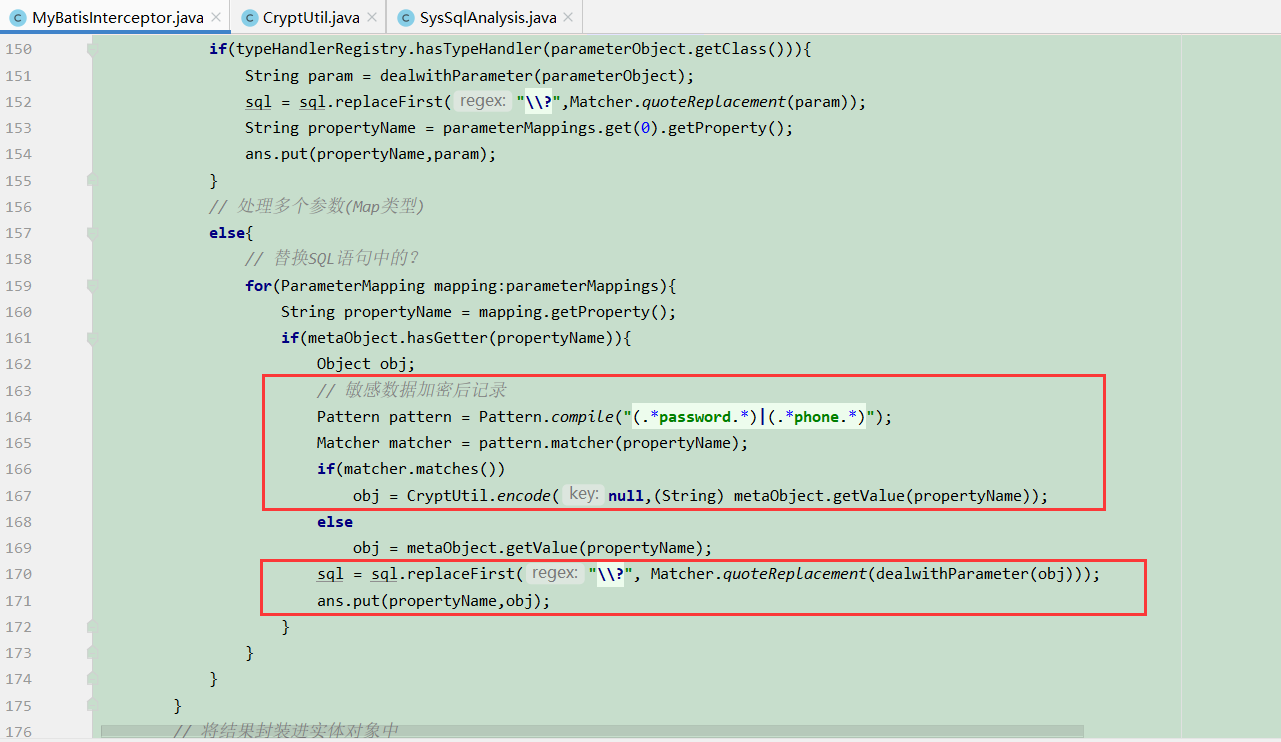 MyBatisInterceptor.java × CryptUtil.java × SysSqlAnalysis.java ×
150 if(typeHandlerRegistry.hasTypeHandler(parameterObject.getClass())){
151 String param = dealwithParameter(parameterObject);
152 sql = sql.replaceFirst( regex: "\\?",Matcher.quoteReplacement(param));
153 String propertyName = parameterMappings.get(0).getProperty();
154 ans.put(propertyName,param);
155 }
156 // 处理多个参数(Map类型)
157 else{
158 // 替换SQL语句中的?
159 for(ParameterMapping mapping:parameterMappings){
160 String propertyName = mapping.getProperty();
161 if(metaObject.hasGetter(propertyName)){
162 Object obj;
163 // 敏感数据加密后记录
164 Pattern pattern = Pattern.compile("(.*password.*)|(.*phone.*)");
165 Matcher matcher = pattern.matcher(propertyName);
166 if(matcher.matches())
167 obj = CryptUtil.encode( key: null,(String) metaObject.getValue(propertyName));
168 else
169 obj = metaObject.getValue(propertyName);
170 sql = sql.replaceFirst( regex: "\\?", Matcher.quoteReplacement(dealwithParameter(obj)));
171 ans.put(propertyName,obj);
172 }
173 }
174 }
175 }
176 // 将结果封装进实体对象中